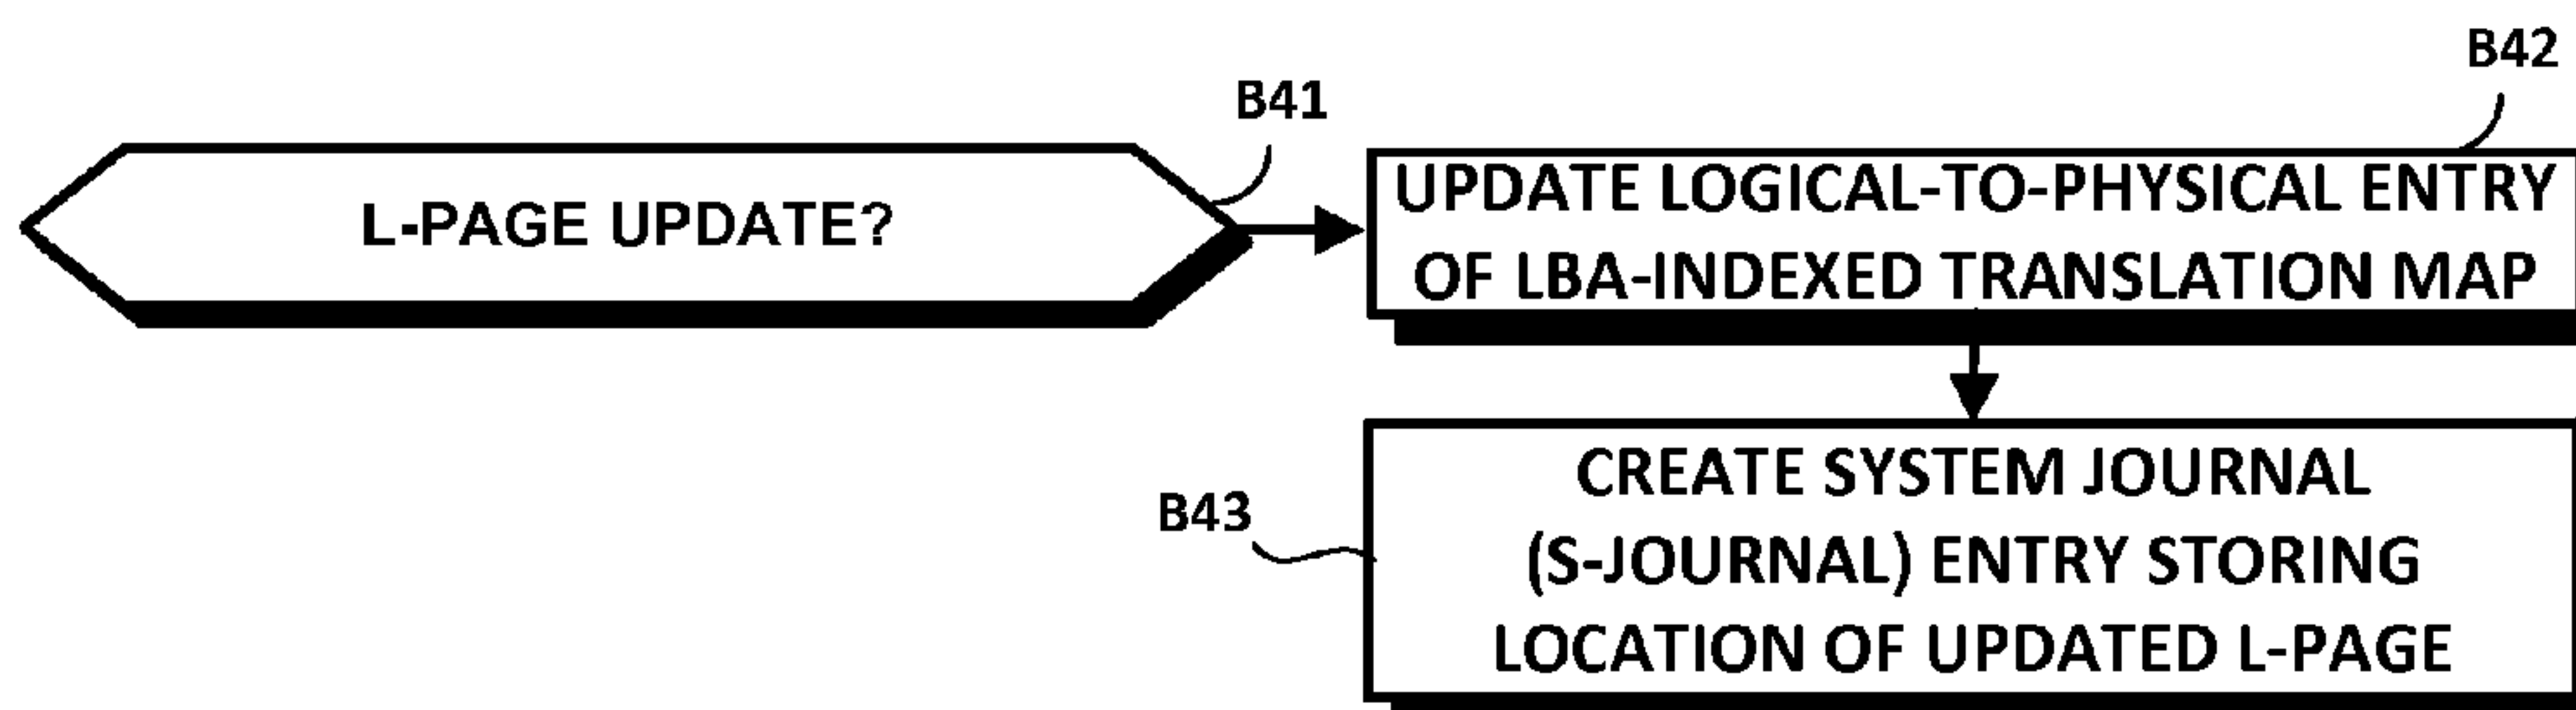 B42
B41
L-PAGE UPDATE?
UPDATE LOGICAL-TO-PHYSICAL ENTRY
OF LBA-INDEXED TRANSLATION MAP
B43
CREATE SYSTEM JOURNAL
(S-JOURNAL) ENTRY STORING
LOCATION OF UPDATED L-PAGE